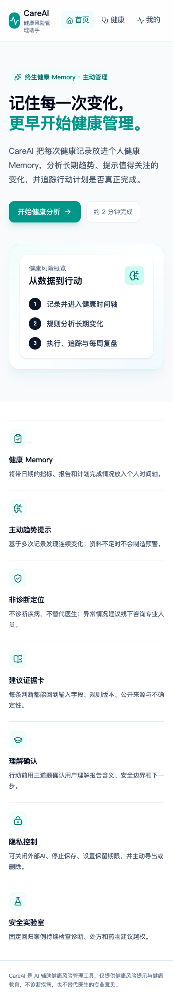 CareAI
健康风险管
理助手
首页
健康
我的
终生健康 Memory · 主动管理
记住每一次变化，
更早开始健康管理。
CareAI 把每次健康记录放进个人健康
Memory，分析长期趋势、提示值得关注的
变化，并追踪行动计划是否真正完成。
开始健康分析
约 2 分钟完成
健康风险概览
从数据到行动
1 记录并进入健康时间轴
2 规则分析长期变化
3 执行、追踪与每周复盘
健康 Memory
将带日期的指标、报告和计划完成情况放入个人时间轴。
主动趋势提示
基于多次记录发现连续变化；资料不足时不会制造预警。
非诊断定位
不诊断疾病，不替代医生；异常情况建议线下咨询专业人
员。
建议证据卡
每条判断都能回到输入字段、规则版本、公开来源与不确
定性。
理解确认
行动前用三道题确认用户理解报告含义、安全边界和下一
步。
隐私控制
可关闭外部AI、停止保存、设置保留期限，并主动导出或
删除。
安全实验室
固定回归案例持续检查诊断、处方和药物建议越权。
CareAI 是 AI 辅助健康风险管理工具，仅提供健康风险提示与健康
教育，不诊断疾病，也不替代医生的专业意见。